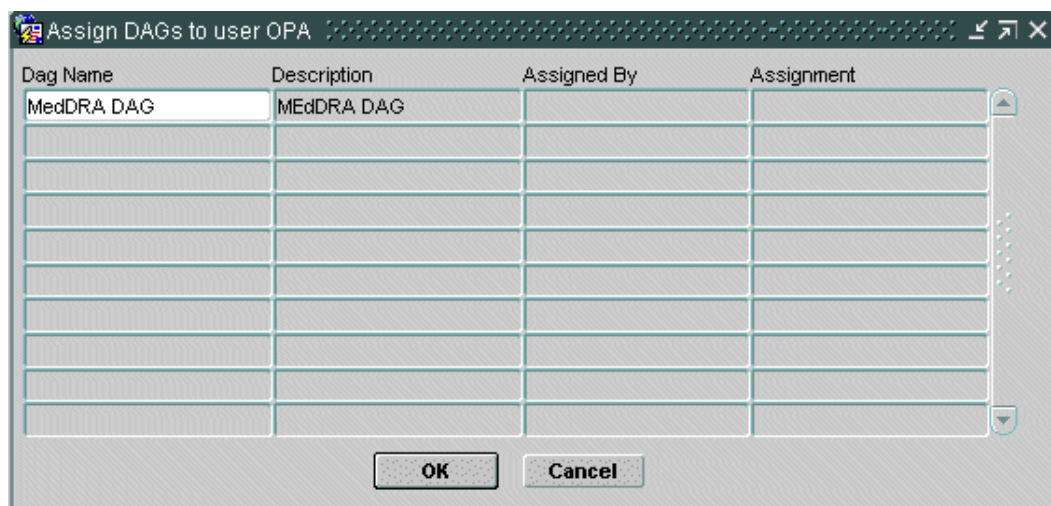 Assign DAGs to user OPA
Dag Name Description Assigned By Assignment
MedDRA DAG MEdDRA DAG
OK Cancel